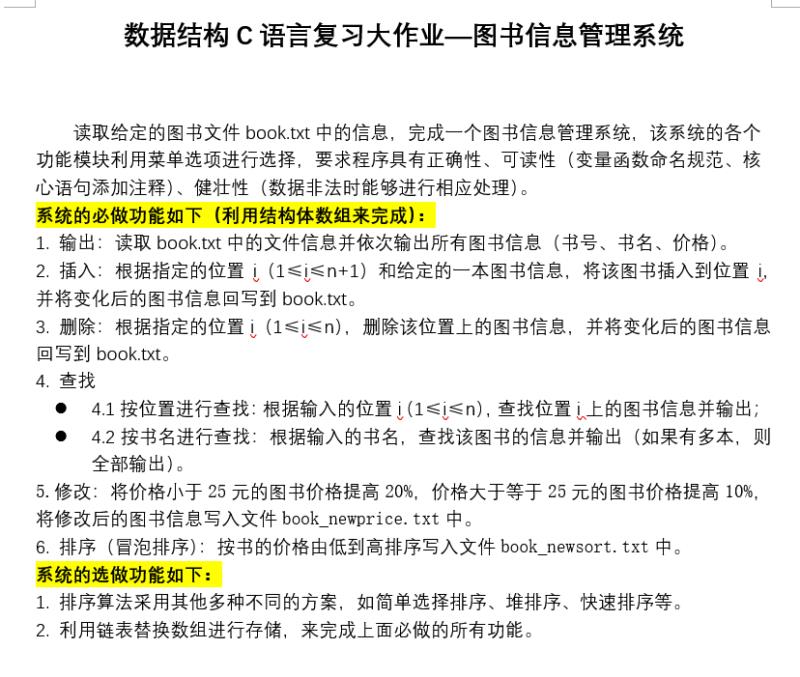 数据结构 C 语言复习大作业—图书信息管理系统
读取给定的图书文件 book.txt 中的信息，完成一个图书信息管理系统，该系统的各个
功能模块利用菜单选项进行选择，要求程序具有正确性、可读性（变量函数命名规范、核
心语句添加注释）、健壮性（数据非法时能够进行相应处理）。
系统的必做功能如下（利用结构体数组来完成）：
1. 输出：读取 book.txt 中的文件信息并依次输出所有图书信息（书号、书名、价格）。
2. 插入：根据指定的位置 i（1≤i≤n+1）和给定的一本图书信息，将该图书插入到位置 i,
并将变化后的图书信息回写到 book.txt。
3. 删除：根据指定的位置 i（1≤i≤n），删除该位置上的图书信息，并将变化后的图书信息
回写到 book.txt。
4. 查找
● 4.1 按位置进行查找：根据输入的位置 i（1≤i≤n），查找位置 i 上的图书信息并输出；
● 4.2 按书名进行查找：根据输入的书名，查找该图书的信息并输出（如果有多本，则
全部输出）。
5. 修改：将价格小于 25 元的图书价格提高 20%，价格大于等于 25 元的图书价格提高 10%，
将修改后的图书信息写入文件 book_newprice.txt 中。
6. 排序（冒泡排序）：按书的价格由低到高排序写入文件 book_newsort.txt 中。
系统的选做功能如下：
1. 排序算法采用其他多种不同的方案，如简单选择排序、堆排序、快速排序等。
2. 利用链表替换数组进行存储，来完成上面必做的所有功能。